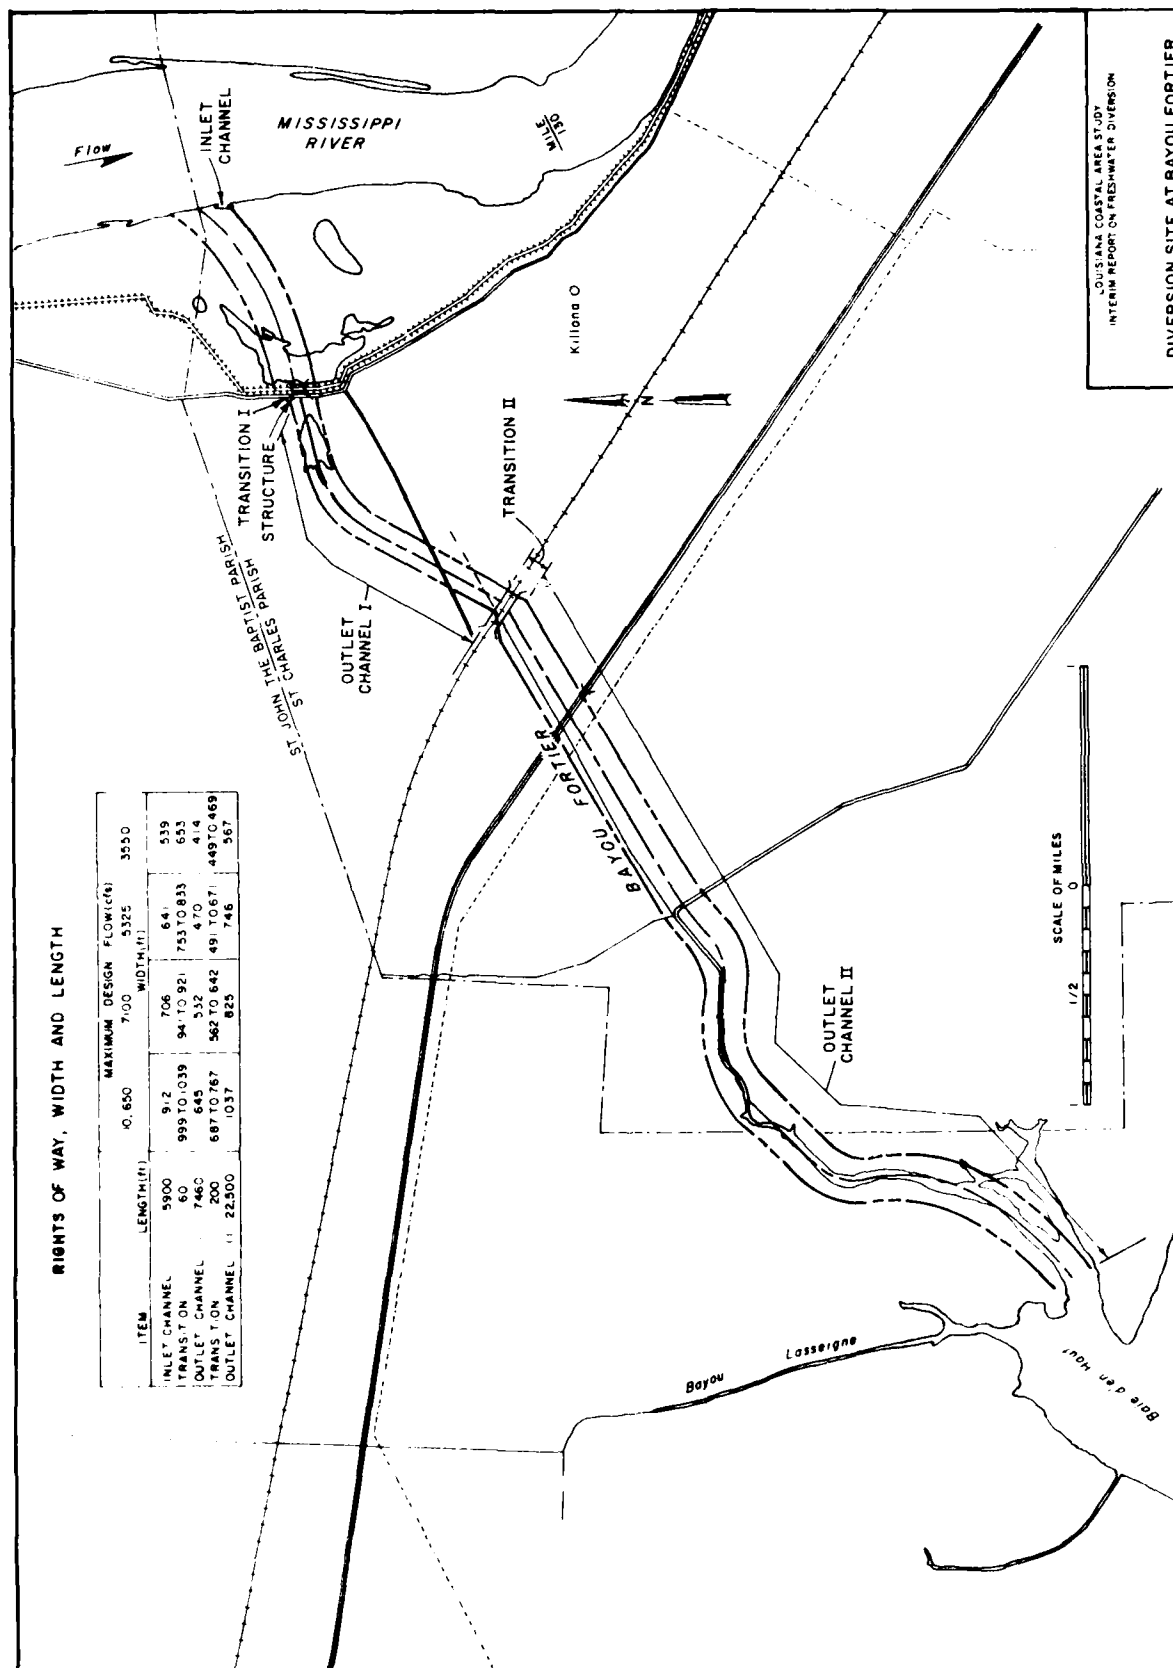 RIGHTS OF WAY, WIDTH AND LENGTH
MAXIMUM DESIGN FLOW(cfs)
10,650 7100 5325 3550
ITEM LENGTH(ft) WIDTH(ft)
INLET CHANNEL 5900 912 706 641 539
TRANSITION 60 999 TO 1039 941 TO 921 753 TO 833 653
OUTLET CHANNEL 7460 645 532 470 414
TRANSITION 200 687 TO 767 562 TO 642 491 TO 671 449 TO 469
OUTLET CHANNEL II 22,500 1037 825 746 567
Flow
INLET
CHANNEL
MISSISSIPPI
RIVER
MILE
130
TRANSITION I
STRUCTURE
Killona
N
ST JOHN THE BAPTIST PARISH
ST CHARLES PARISH
OUTLET
CHANNEL I
TRANSITION II
BAYOU FORTIER
OUTLET
CHANNEL II
Bayou Lasseigne
Baie d'en Haut
SCALE OF MILES
1 1/2 0 1
LOUISIANA COASTAL AREA STUDY
INTERIM REPORT ON FRESHWATER DIVERSION
DIVERSION SITE AT BAYOU FORTIER